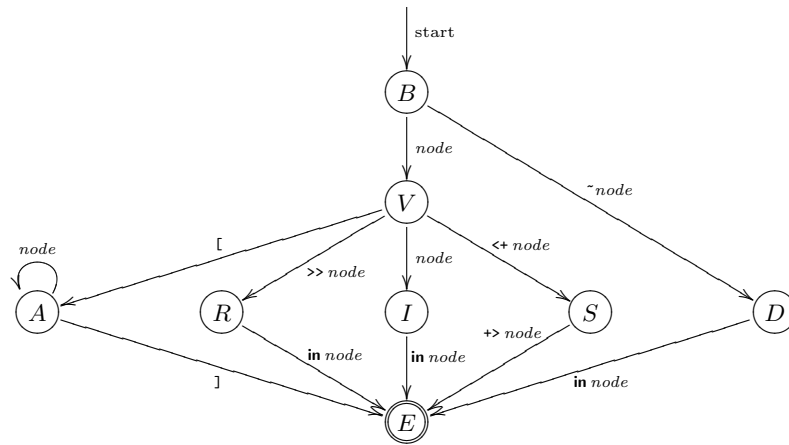 start
B
node
~node
V
[
>> node
node
<+ node
node
A
R
I
S
D
]
in node
in node
+> node
in node
E